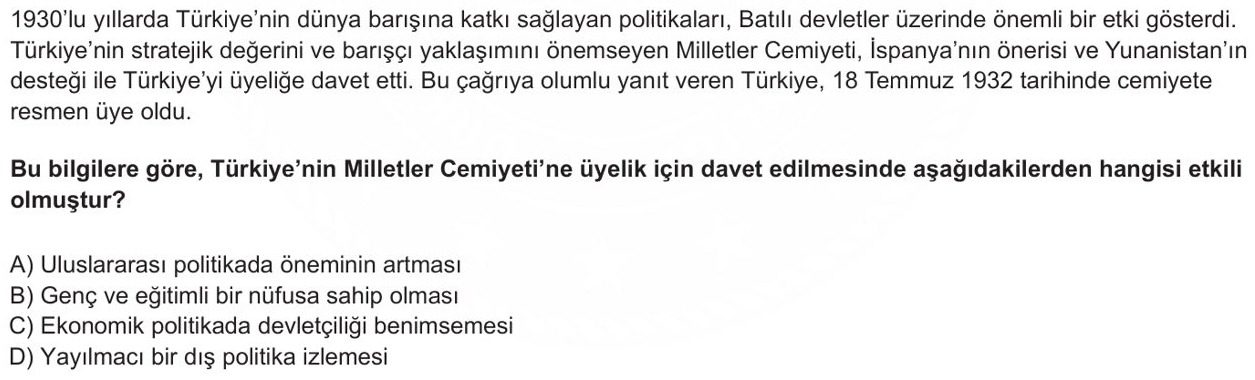 1930’lu yıllarda Türkiye’nin dünya barışına katkı sağlayan politikaları, Batılı devletler üzerinde önemli bir etki gösterdi.
Türkiye’nin stratejik değerini ve barışçı yaklaşımını önemseyen Milletler Cemiyeti, İspanya’nın önerisi ve Yunanistan’ın
desteği ile Türkiye’yi üyeliğe davet etti. Bu çağrıya olumlu yanıt veren Türkiye, 18 Temmuz 1932 tarihinde cemiyete
resmen üye oldu.
Bu bilgilere göre, Türkiye’nin Milletler Cemiyeti’ne üyelik için davet edilmesinde aşağıdakilerden hangisi etkili
olmuştur?
A) Uluslararası politikada öneminin artması
B) Genç ve eğitimli bir nüfusa sahip olması
C) Ekonomik politikada devletçiliği benimsemesi
D) Yayılmacı bir dış politika izlemesi